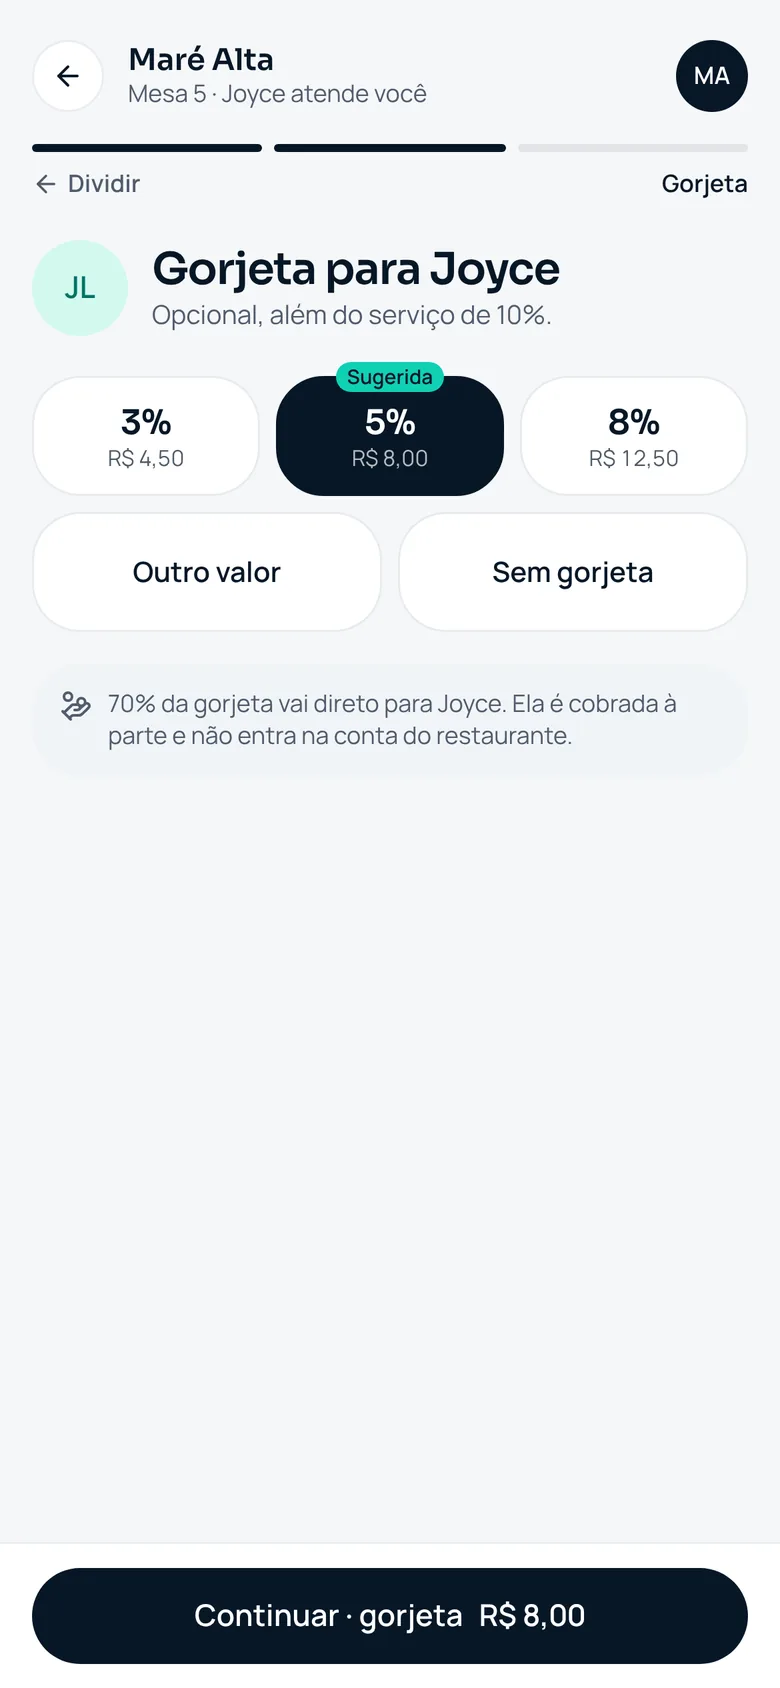 Maré Alta
Mesa 5 · Joyce atende você
MA
Dividir
Gorjeta
JL
Gorjeta para Joyce
Opcional, além do serviço de 10%.
Sugerida
3%
R$ 4,50
5%
R$ 8,00
8%
R$ 12,50
Outro valor
Sem gorjeta
70% da gorjeta vai direto para Joyce. Ela é cobrada à
parte e não entra na conta do restaurante.
Continuar · gorjeta R$ 8,00